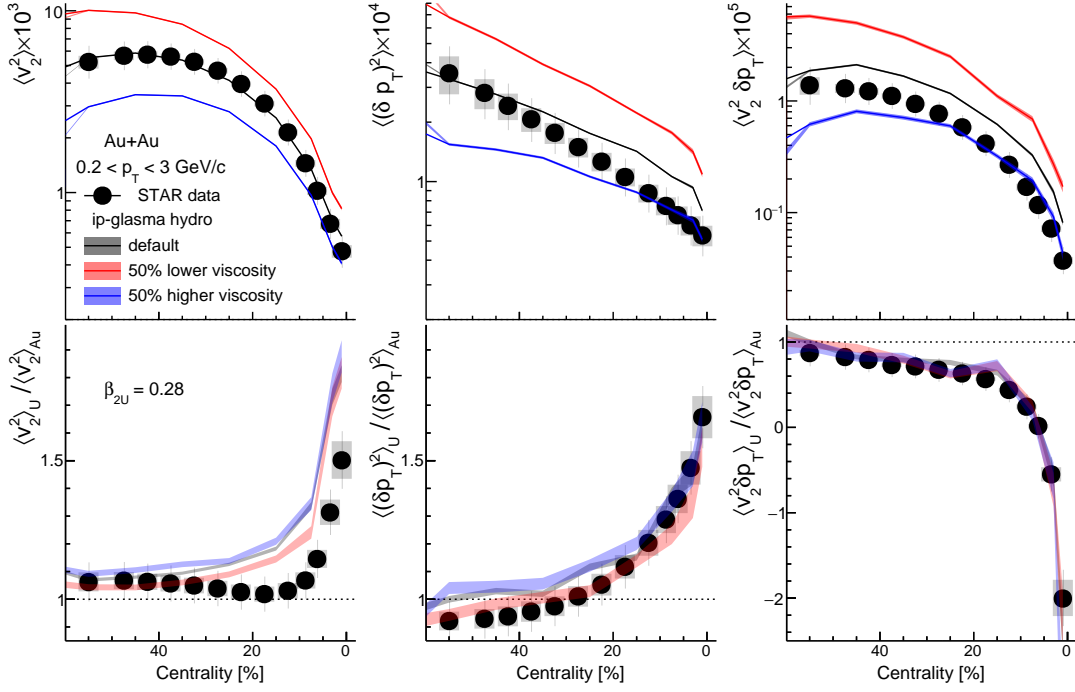 ⟨v₂²⟩×10³
10
1
Au+Au
0.2 < p_T < 3 GeV/c
STAR data
ip-glasma hydro
default
50% lower viscosity
50% higher viscosity
⟨(δ p_T)²⟩×10⁴
1
⟨v₂² δp_T⟩×10⁵
1
10⁻¹
⟨v₂²⟩_U / ⟨v₂²⟩_Au
β_2U = 0.28
1.5
1
40 20 0
Centrality [%]
⟨(δp_T)²⟩_U / ⟨(δp_T)²⟩_Au
1.5
1
40 20 0
Centrality [%]
⟨v₂²δp_T⟩_U / ⟨v₂²δp_T⟩_Au
1
0
−1
−2
40 20 0
Centrality [%]